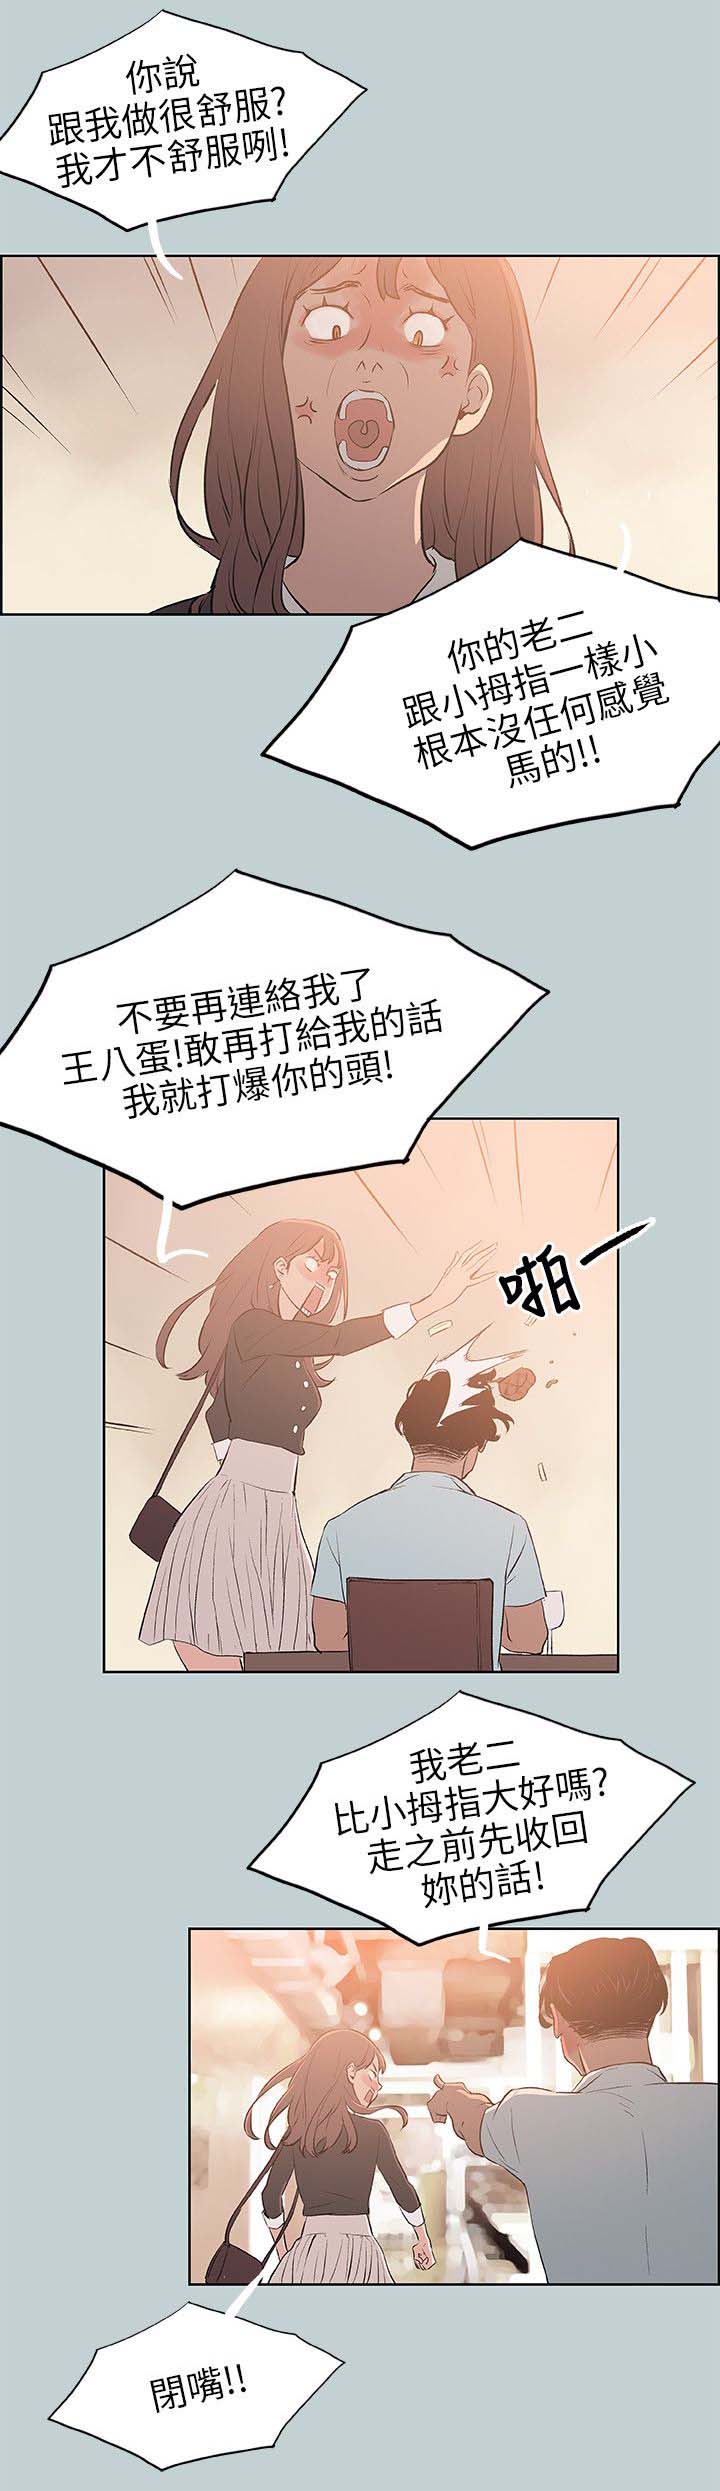 你說
跟我做很舒服?
我才不舒服咧!
你的老二
跟小拇指一樣小
根本沒任何感覺
馬的!!
不要再連絡我了
王八蛋!敢再打給我的話
我就打爆你的頭!
啪一
我老二
比小拇指大好嗎?
走之前先收回
妳的話!
閉嘴!!